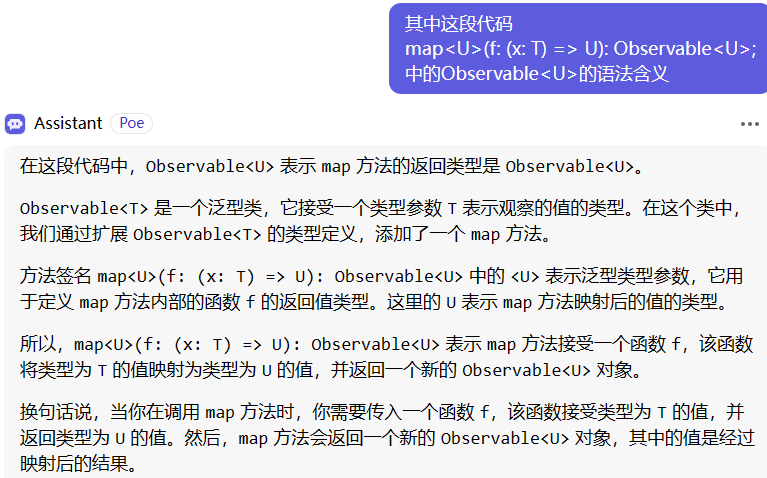 其中这段代码
map<U>(f: (x: T) => U): Observable<U>;
中的Observable<U>的语法含义
Assistant Poe
在这段代码中，Observable<U> 表示 map 方法的返回类型是 Observable<U>。
Observable<T> 是一个泛型类，它接受一个类型参数 T 表示观察的值的类型。在这个类中，
我们通过扩展 Observable<T> 的类型定义，添加了一个 map 方法。
方法签名 map<U>(f: (x: T) => U): Observable<U> 中的 <U> 表示泛型类型参数，它用
于定义 map 方法内部的函数 f 的返回值类型。这里的 U 表示 map 方法映射后的值的类型。
所以，map<U>(f: (x: T) => U): Observable<U> 表示 map 方法接受一个函数 f，该函数
将类型为 T 的值映射为类型为 U 的值，并返回一个新的 Observable<U> 对象。
换句话说，当你在调用 map 方法时，你需要传入一个函数 f，该函数接受类型为 T 的值，并
返回类型为 U 的值。然后，map 方法会返回一个新的 Observable<U> 对象，其中的值是经过
映射后的结果。